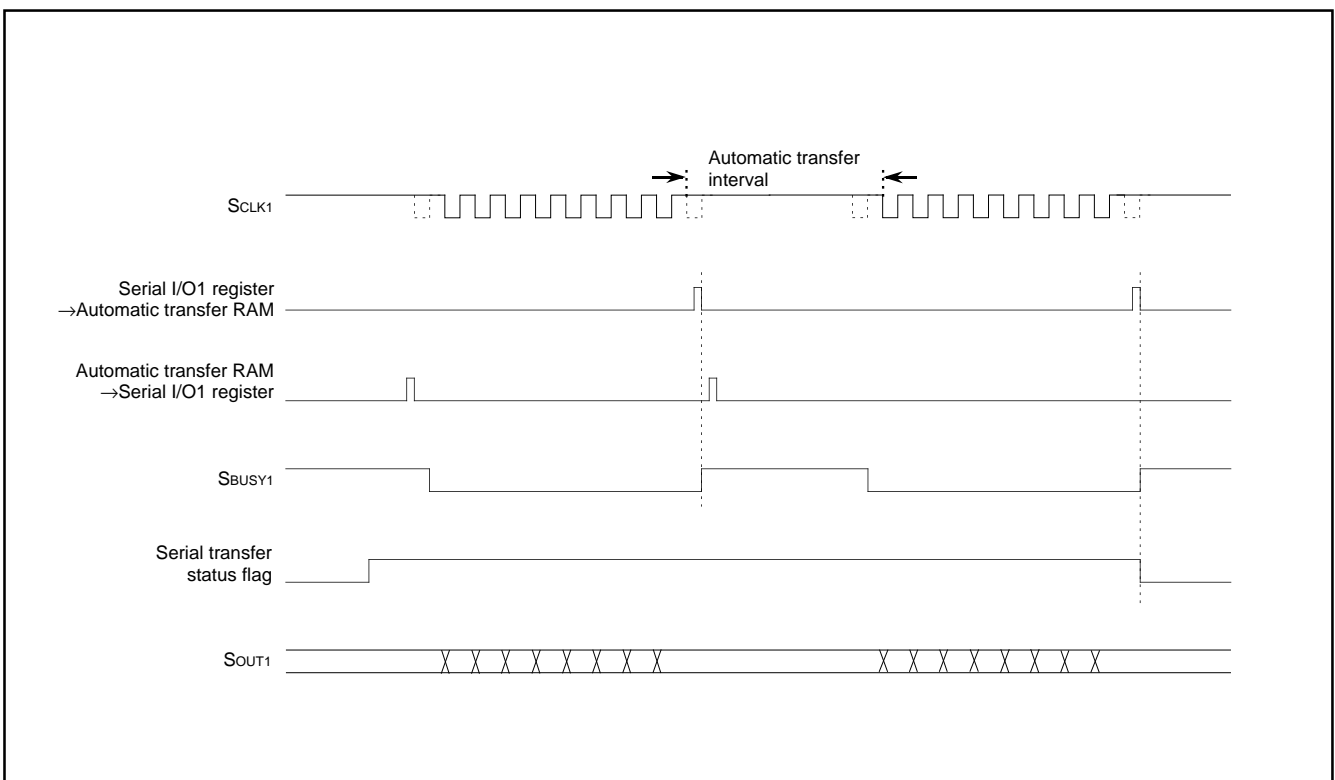 Automatic transfer
interval
SCLK1
Serial I/O1 register
→Automatic transfer RAM
Automatic transfer RAM
→Serial I/O1 register
SBUSY1
Serial transfer
status flag
SOUT1